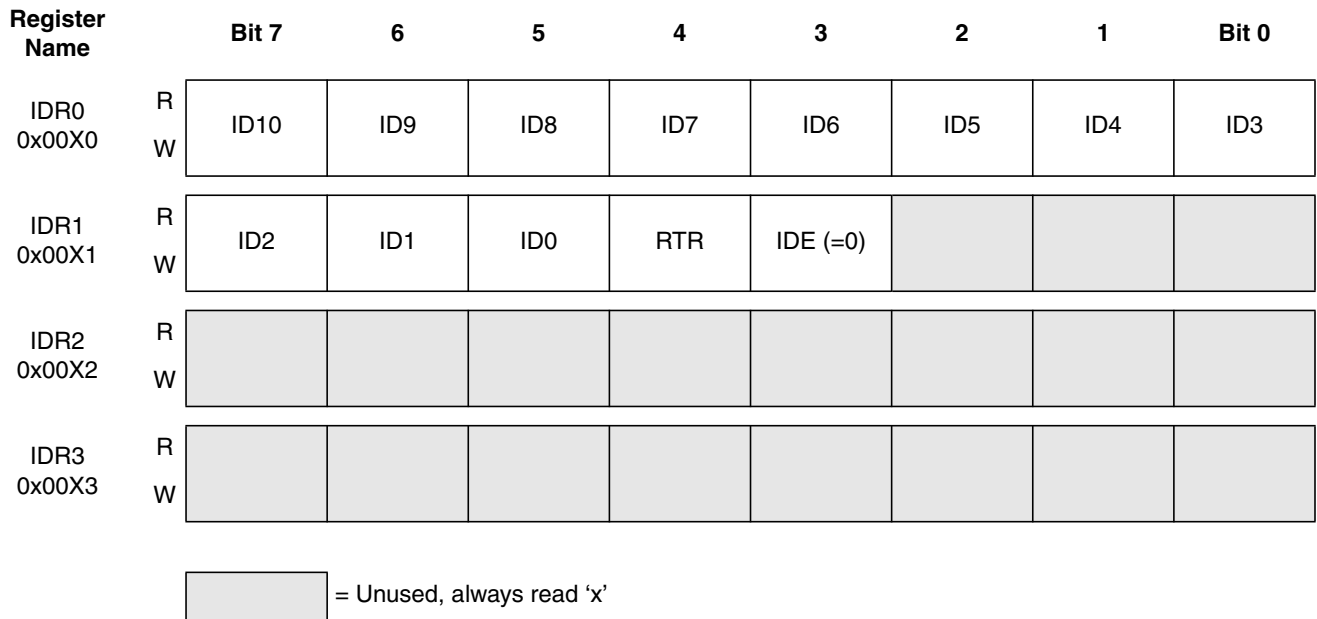 Register Name Bit 7 6 5 4 3 2 1 Bit 0
IDR0 0x00X0 R W ID10 ID9 ID8 ID7 ID6 ID5 ID4 ID3
IDR1 0x00X1 R W ID2 ID1 ID0 RTR IDE (=0)
IDR2 0x00X2 R W
IDR3 0x00X3 R W
= Unused, always read ‘x’